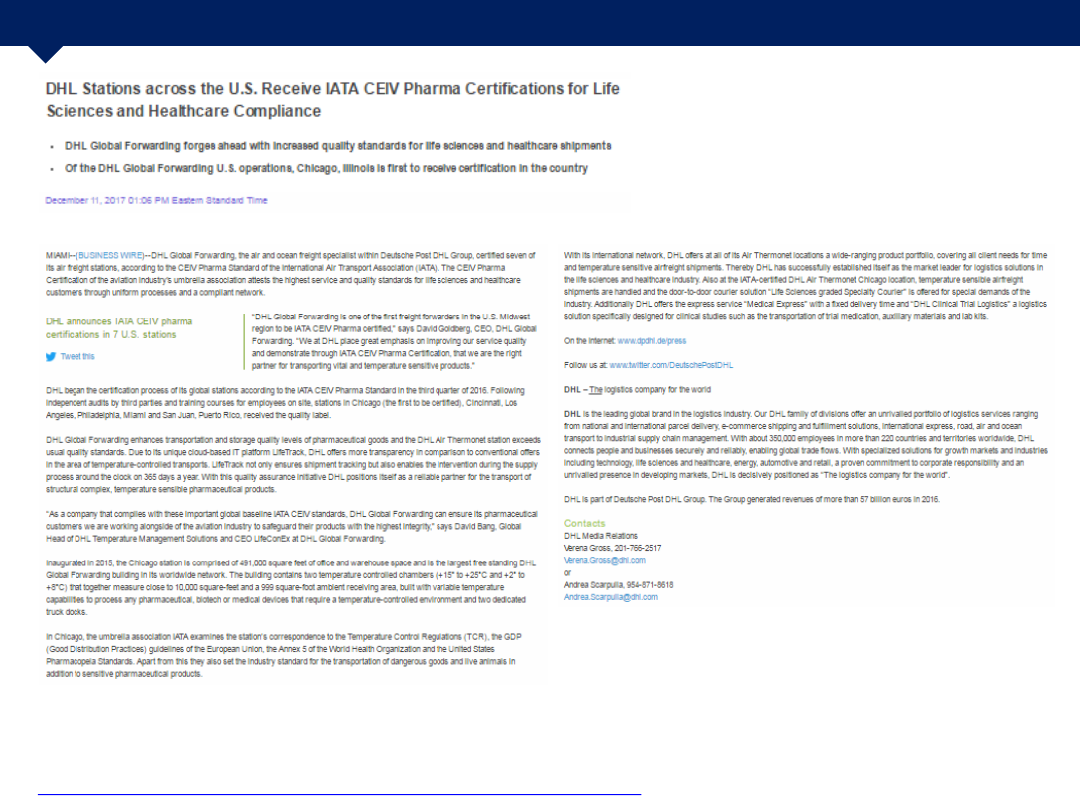 DHL Stations across the U.S. Receive IATA CEIV Pharma Certifications for Life
Sciences and Healthcare Compliance
• DHL Global Forwarding forges ahead with increased quality standards for life sciences and healthcare shipments
• Of the DHL Global Forwarding U.S. operations, Chicago, Illinois is first to receive certification in the country
December 11, 2017 01:06 PM Eastern Standard Time
MIAMI--(BUSINESS WIRE)--DHL Global Forwarding, the air and ocean freight specialist within Deutsche Post DHL Group, certified seven of
its air freight stations, according to the CEIV Pharma Standard of the International Air Transport Association (IATA). The CEIV Pharma
Certification of the aviation industry's umbrella association attests the highest service and quality standards for life sciences and healthcare
customers through uniform processes and a compliant network.
DHL announces IATA CEIV pharma
certifications in 7 U.S. stations
Tweet this
"DHL Global Forwarding is one of the first freight forwarders in the U.S. Midwest
region to be IATA CEIV Pharma certified," says David Goldberg, CEO, DHL Global
Forwarding. "We at DHL place great emphasis on improving our service quality
and demonstrate through IATA CEIV Pharma Certification, that we are the right
partner for transporting vital and temperature sensitive products."
DHL began the certification process of its global stations according to the IATA CEIV Pharma Standard in the third quarter of 2016. Following
independent audits by third parties and training courses for employees on site, stations in Chicago (the first to be certified), Cincinnati, Los
Angeles, Philadelphia, Miami and San Juan, Puerto Rico, received the quality label.
DHL Global Forwarding enhances transportation and storage quality levels of pharmaceutical goods and the DHL Air Thermonet station exceeds
usual quality standards. Due to its unique cloud-based IT platform LifeTrack, DHL offers more transparency in comparison to conventional offers
in the area of temperature-controlled transports. LifeTrack not only ensures shipment tracking but also enables the intervention during the supply
process around the clock on 365 days a year. With this quality assurance initiative DHL positions itself as a reliable partner for the transport of
structural complex, temperature sensible pharmaceutical products.
"As a company that complies with these important global baseline IATA CEIV standards, DHL Global Forwarding can ensure its pharmaceutical
customers we are working alongside of the aviation industry to safeguard their products with the highest integrity," says David Bang, Global
Head of DHL Temperature Management Solutions and CEO LifeConEx at DHL Global Forwarding.
Inaugurated in 2015, the Chicago station is comprised of 491,000 square feet of office and warehouse space and is the largest free standing DHL
Global Forwarding building in its worldwide network. The building contains two temperature controlled chambers (+15° to +25°C and +2° to
+8°C) that together measure close to 10,000 square-feet and a 999 square-foot ambient receiving area, built with variable temperature
capabilities to process any pharmaceutical, biotech or medical devices that require a temperature-controlled environment and two dedicated
truck docks.
In Chicago, the umbrella association IATA examines the station's correspondence to the Temperature Control Regulations (TCR), the GDP
(Good Distribution Practices) guidelines of the European Union, the Annex 5 of the World Health Organization and the United States
Pharmacopeia Standards. Apart from this they also set the industry standard for the transportation of dangerous goods and live animals in
addition to sensitive pharmaceutical products.
With its international network, DHL offers at all of its Air Thermonet locations a wide-ranging product portfolio, covering all client needs for time
and temperature sensitive airfreight shipments. Thereby DHL has successfully established itself as the market leader for logistics solutions in
the life sciences and healthcare industry. Also at the IATA-certified DHL Air Thermonet Chicago location, temperature sensible airfreight
shipments are handled and the door-to-door courier solution "Life Sciences graded Specialty Courier" is offered for special demands of the
industry. Additionally DHL offers the express service "Medical Express" with a fixed delivery time and "DHL Clinical Trial Logistics" a logistics
solution specifically designed for clinical studies such as the transportation of trial medication, auxiliary materials and lab kits.
On the Internet: www.dpdhl.de/press
Follow us at: www.twitter.com/DeutschePostDHL
DHL – The logistics company for the world
DHL is the leading global brand in the logistics industry. Our DHL family of divisions offer an unrivalled portfolio of logistics services ranging
from national and international parcel delivery, e-commerce shipping and fulfillment solutions, international express, road, air and ocean
transport to industrial supply chain management. With about 350,000 employees in more than 220 countries and territories worldwide, DHL
connects people and businesses securely and reliably, enabling global trade flows. With specialized solutions for growth markets and industries
including technology, life sciences and healthcare, energy, automotive and retail, a proven commitment to corporate responsibility and an
unrivalled presence in developing markets, DHL is decisively positioned as "The logistics company for the world".
DHL is part of Deutsche Post DHL Group. The Group generated revenues of more than 57 billion euros in 2016.
Contacts
DHL Media Relations
Verena Gross, 201-766-2517
Verena.Gross@dhl.com
or
Andrea Scarpulla, 954-871-8618
Andrea.Scarpulla@dhl.com